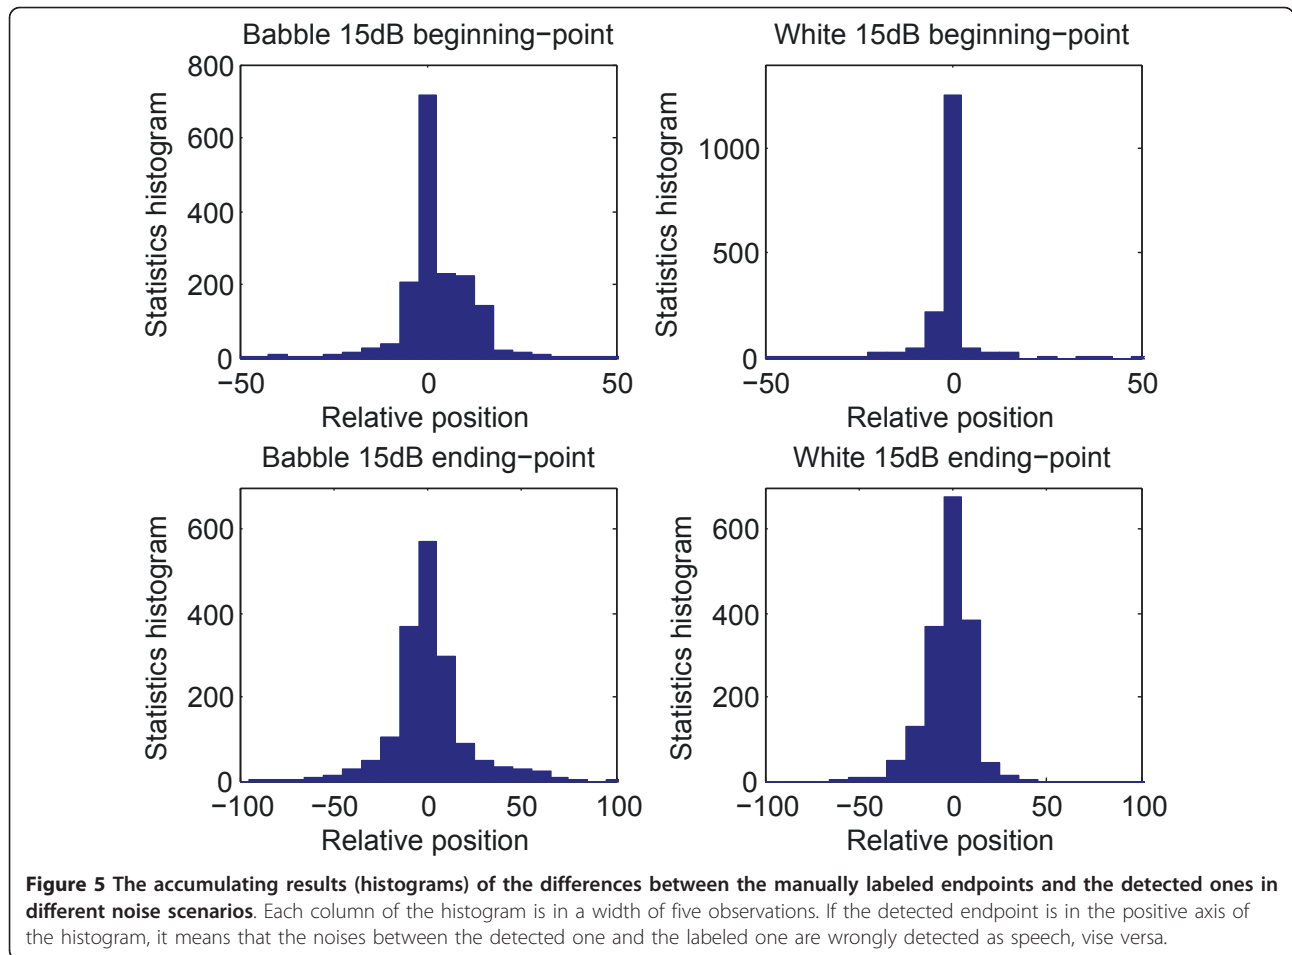 Babble 15dB beginning−point
White 15dB beginning−point
Statistics histogram
800
600
400
200
0
−50
0
50
Relative position
Statistics histogram
1000
500
0
−50
0
50
Relative position
Babble 15dB ending−point
White 15dB ending−point
Statistics histogram
600
400
200
0
−100
−50
0
50
100
Relative position
Statistics histogram
600
400
200
0
−100
−50
0
50
100
Relative position
Figure 5 The accumulating results (histograms) of the differences between the manually labeled endpoints and the detected ones in
different noise scenarios. Each column of the histogram is in a width of five observations. If the detected endpoint is in the positive axis of
the histogram, it means that the noises between the detected one and the labeled one are wrongly detected as speech, vise versa.